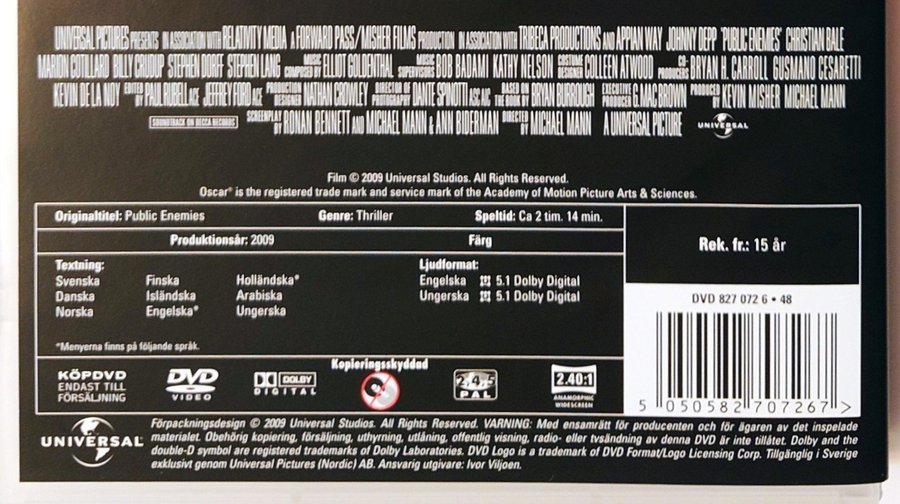 UNIVERSAL PICTURES PRESENTS IN ASSOCIATION WITH RELATIVITY MEDIA A FORWARD PASS/MISHER FILMS PRODUCTION IN ASSOCIATION WITH TRIBECA PRODUCTIONS AND APPIAN WAY JOHNNY DEPP "PUBLIC ENEMIES" CHRISTIAN BALE
MARION COTILLARD BILLY CRUDUP STEPHEN DORFF STEPHEN LANG MUSIC COMPOSED BY ELLIOT GOLDENTHAL MUSIC SUPERVISORS BOB BADAMI KATHY NELSON COSTUME DESIGNER COLLEEN ATWOOD CO-PRODUCERS BRYAN H. CARROLL GUSMANO CESARETTI
KEVIN DE LA NOY EDITED BY PAUL RUBELL ACE JEFFREY FORD ACE PRODUCTION DESIGNER NATHAN CROWLEY DIRECTOR OF PHOTOGRAPHY DANTE SPINOTTI ASC AIC BASED ON THE BOOK BY BRYAN BURROUGH EXECUTIVE PRODUCER G. MAC BROWN PRODUCED BY KEVIN MISHER MICHAEL MANN
SOUNDTRACK ON DECCA RECORDS SCREENPLAY BY RONAN BENNETT AND MICHAEL MANN & ANN BIDERMAN DIRECTED BY MICHAEL MANN A UNIVERSAL PICTURE UNIVERSAL
Film © 2009 Universal Studios. All Rights Reserved.
Oscar® is the registered trade mark and service mark of the Academy of Motion Picture Arts & Sciences.
Originaltitel: Public Enemies Genre: Thriller Speltid: Ca 2 tim. 14 min.
Produktionsår: 2009 Färg
Rek. fr.: 15 år
Textning:
Svenska Finska Holländska*
Danska Isländska Arabiska
Norska Engelska* Ungerska
Ljudformat:
Engelska 5.1 Dolby Digital
Ungerska 5.1 Dolby Digital
*Menyerna finns på följande språk.
DVD 827 072 6 • 48
5 050582 707267 >
KÖPDVD
ENDAST TILL
FÖRSÄLJNING
DVD
VIDEO
DOLBY
DIGITAL
Kopieringsskyddad
2.4.5
PAL
2.40:1
ANAMORPHIC
WIDESCREEN
UNIVERSAL
Förpackningsdesign © 2009 Universal Studios. All Rights Reserved. VARNING: Med ensamrätt för producenten och för ägaren av det inspelade
materialet. Obehörig kopiering, försäljning, uthyrning, utlåning, offentlig visning, radio- eller tvsändning av denna DVD är inte tillåtet. Dolby and the
double-D symbol are registered trademarks of Dolby Laboratories. DVD Logo is a trademark of DVD Format/Logo Licensing Corp. Tillgänglig i Sverige
exklusivt genom Universal Pictures (Nordic) AB. Ansvarig utgivare: Ivor Viljoen.